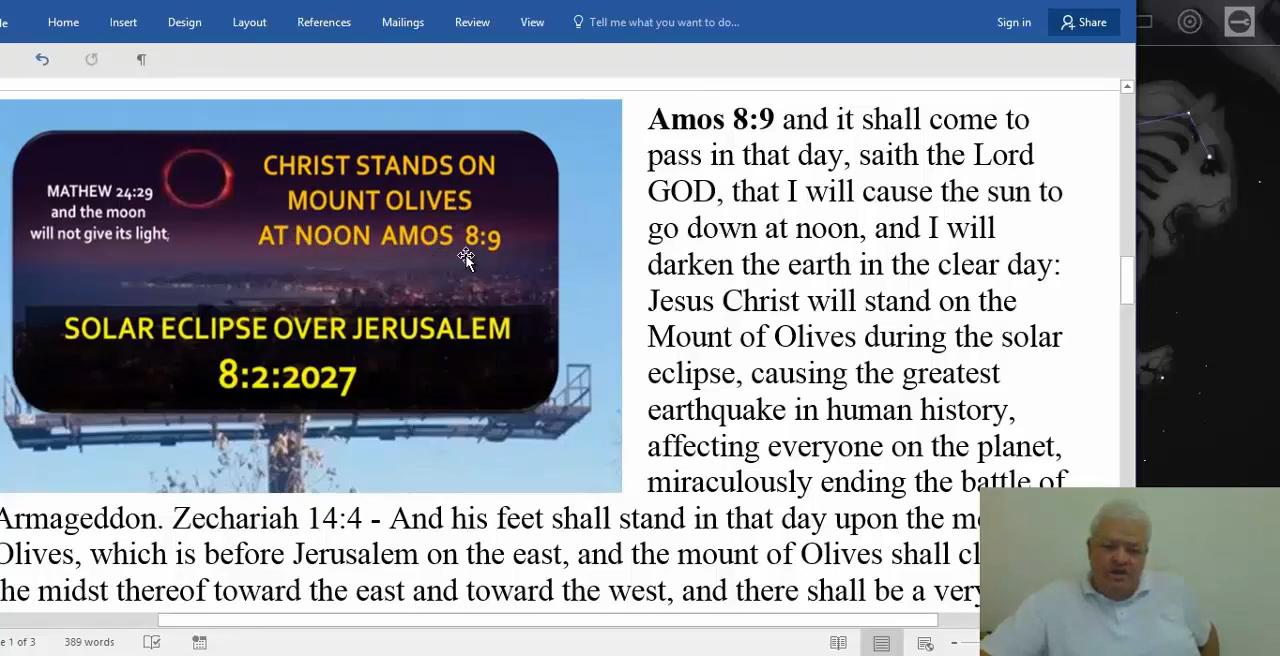 Home Insert Design Layout References Mailings Review View Tell me what you want to do... Sign in Share
MATHEW 24:29
and the moon
will not give its light,
CHRIST STANDS ON
MOUNT OLIVES
AT NOON AMOS 8:9
SOLAR ECLIPSE OVER JERUSALEM
8:2:2027
Amos 8:9 and it shall come to
pass in that day, saith the Lord
GOD, that I will cause the sun to
go down at noon, and I will
darken the earth in the clear day:
Jesus Christ will stand on the
Mount of Olives during the solar
eclipse, causing the greatest
earthquake in human history,
affecting everyone on the planet,
miraculously ending the battle of
Armageddon. Zechariah 14:4 - And his feet shall stand in that day upon the
Olives, which is before Jerusalem on the east, and the mount of Olives shall
the midst thereof toward the east and toward the west, and there shall be a very
1 of 3 389 words